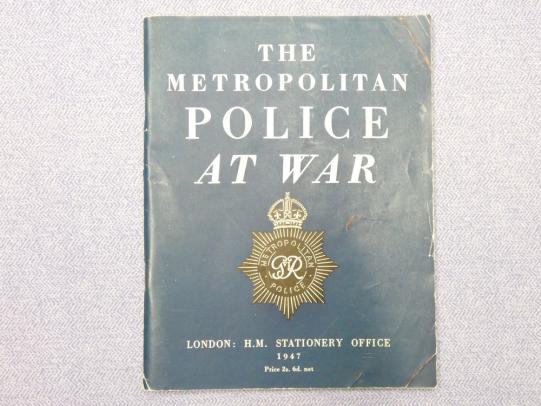 THE
METROPOLITAN
POLICE
AT WAR
METROPOLITAN
GR
POLICE
LONDON: H.M. STATIONERY OFFICE
1947
Price 2s. 6d. net